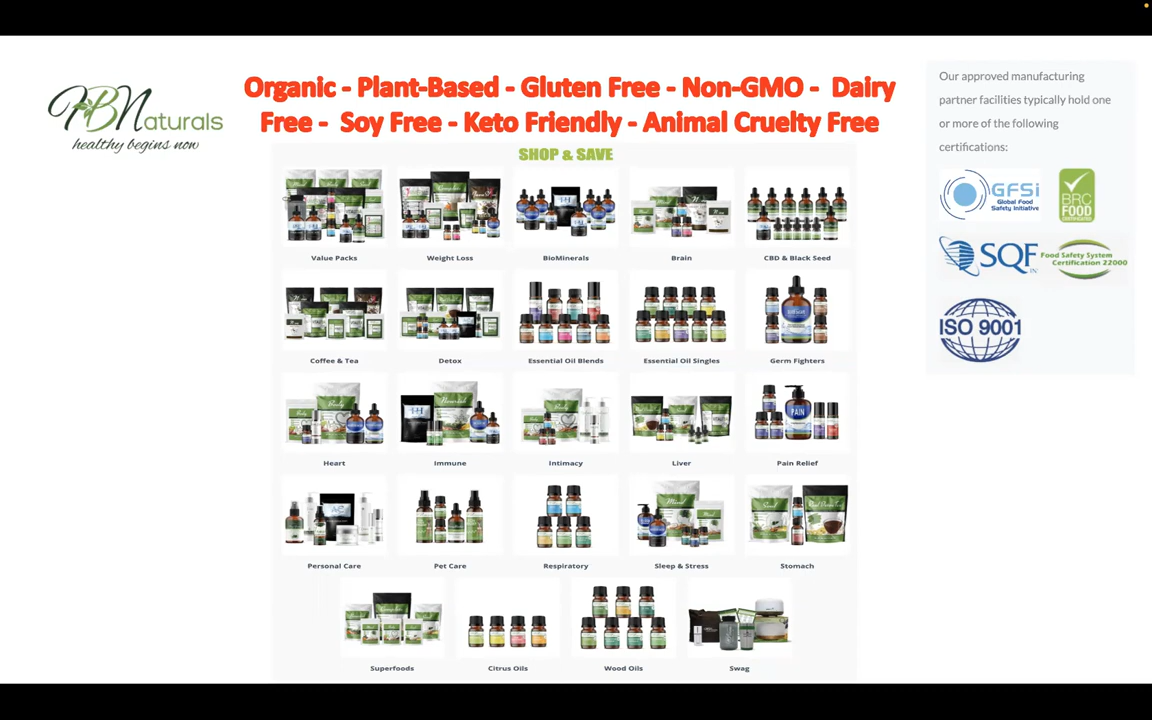 HBNaturals
healthy begins now
Organic - Plant-Based - Gluten Free - Non-GMO - Dairy
Free - Soy Free - Keto Friendly - Animal Cruelty Free
SHOP & SAVE
Value Packs
Weight Loss
BioMinerals
Brain
CBD & Black Seed
Coffee & Tea
Detox
Essential Oil Blends
Essential Oil Singles
Germ Fighters
Heart
Immune
Intimacy
Liver
PAIN
Pain Relief
Personal Care
Pet Care
Respiratory
Sleep & Stress
Stomach
Superfoods
Citrus Oils
Wood Oils
Swag
Our approved manufacturing
partner facilities typically hold one
or more of the following
certifications:
GFSi
Global Food
Safety Initiative
BRC
FOOD
CERTIFICATED
SQF
Food Safety System
Certification 22000
ISO 9001